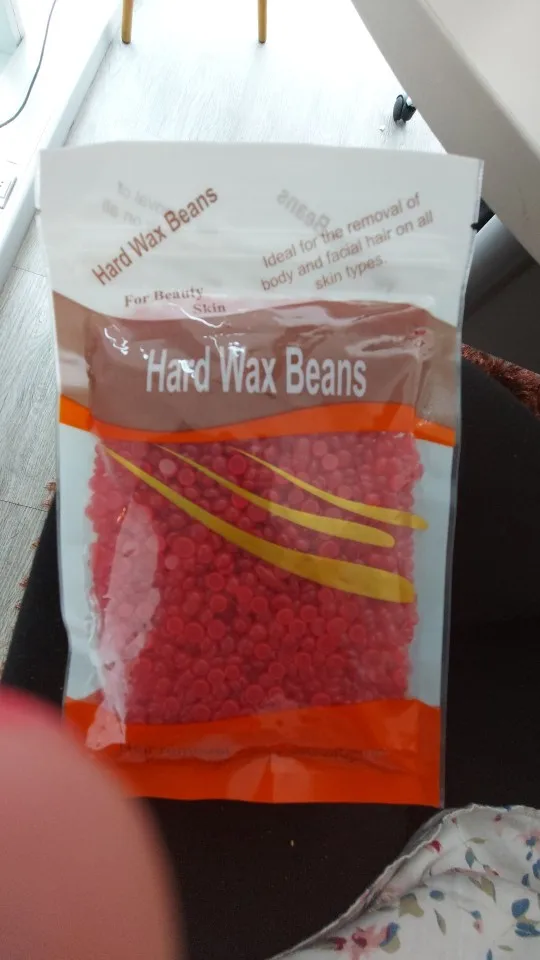 Hard Wax Beans
Beans
Ideal for the removal of
body and facial hair on all
skin types.
For Beauty
Skin
Hard Wax Beans